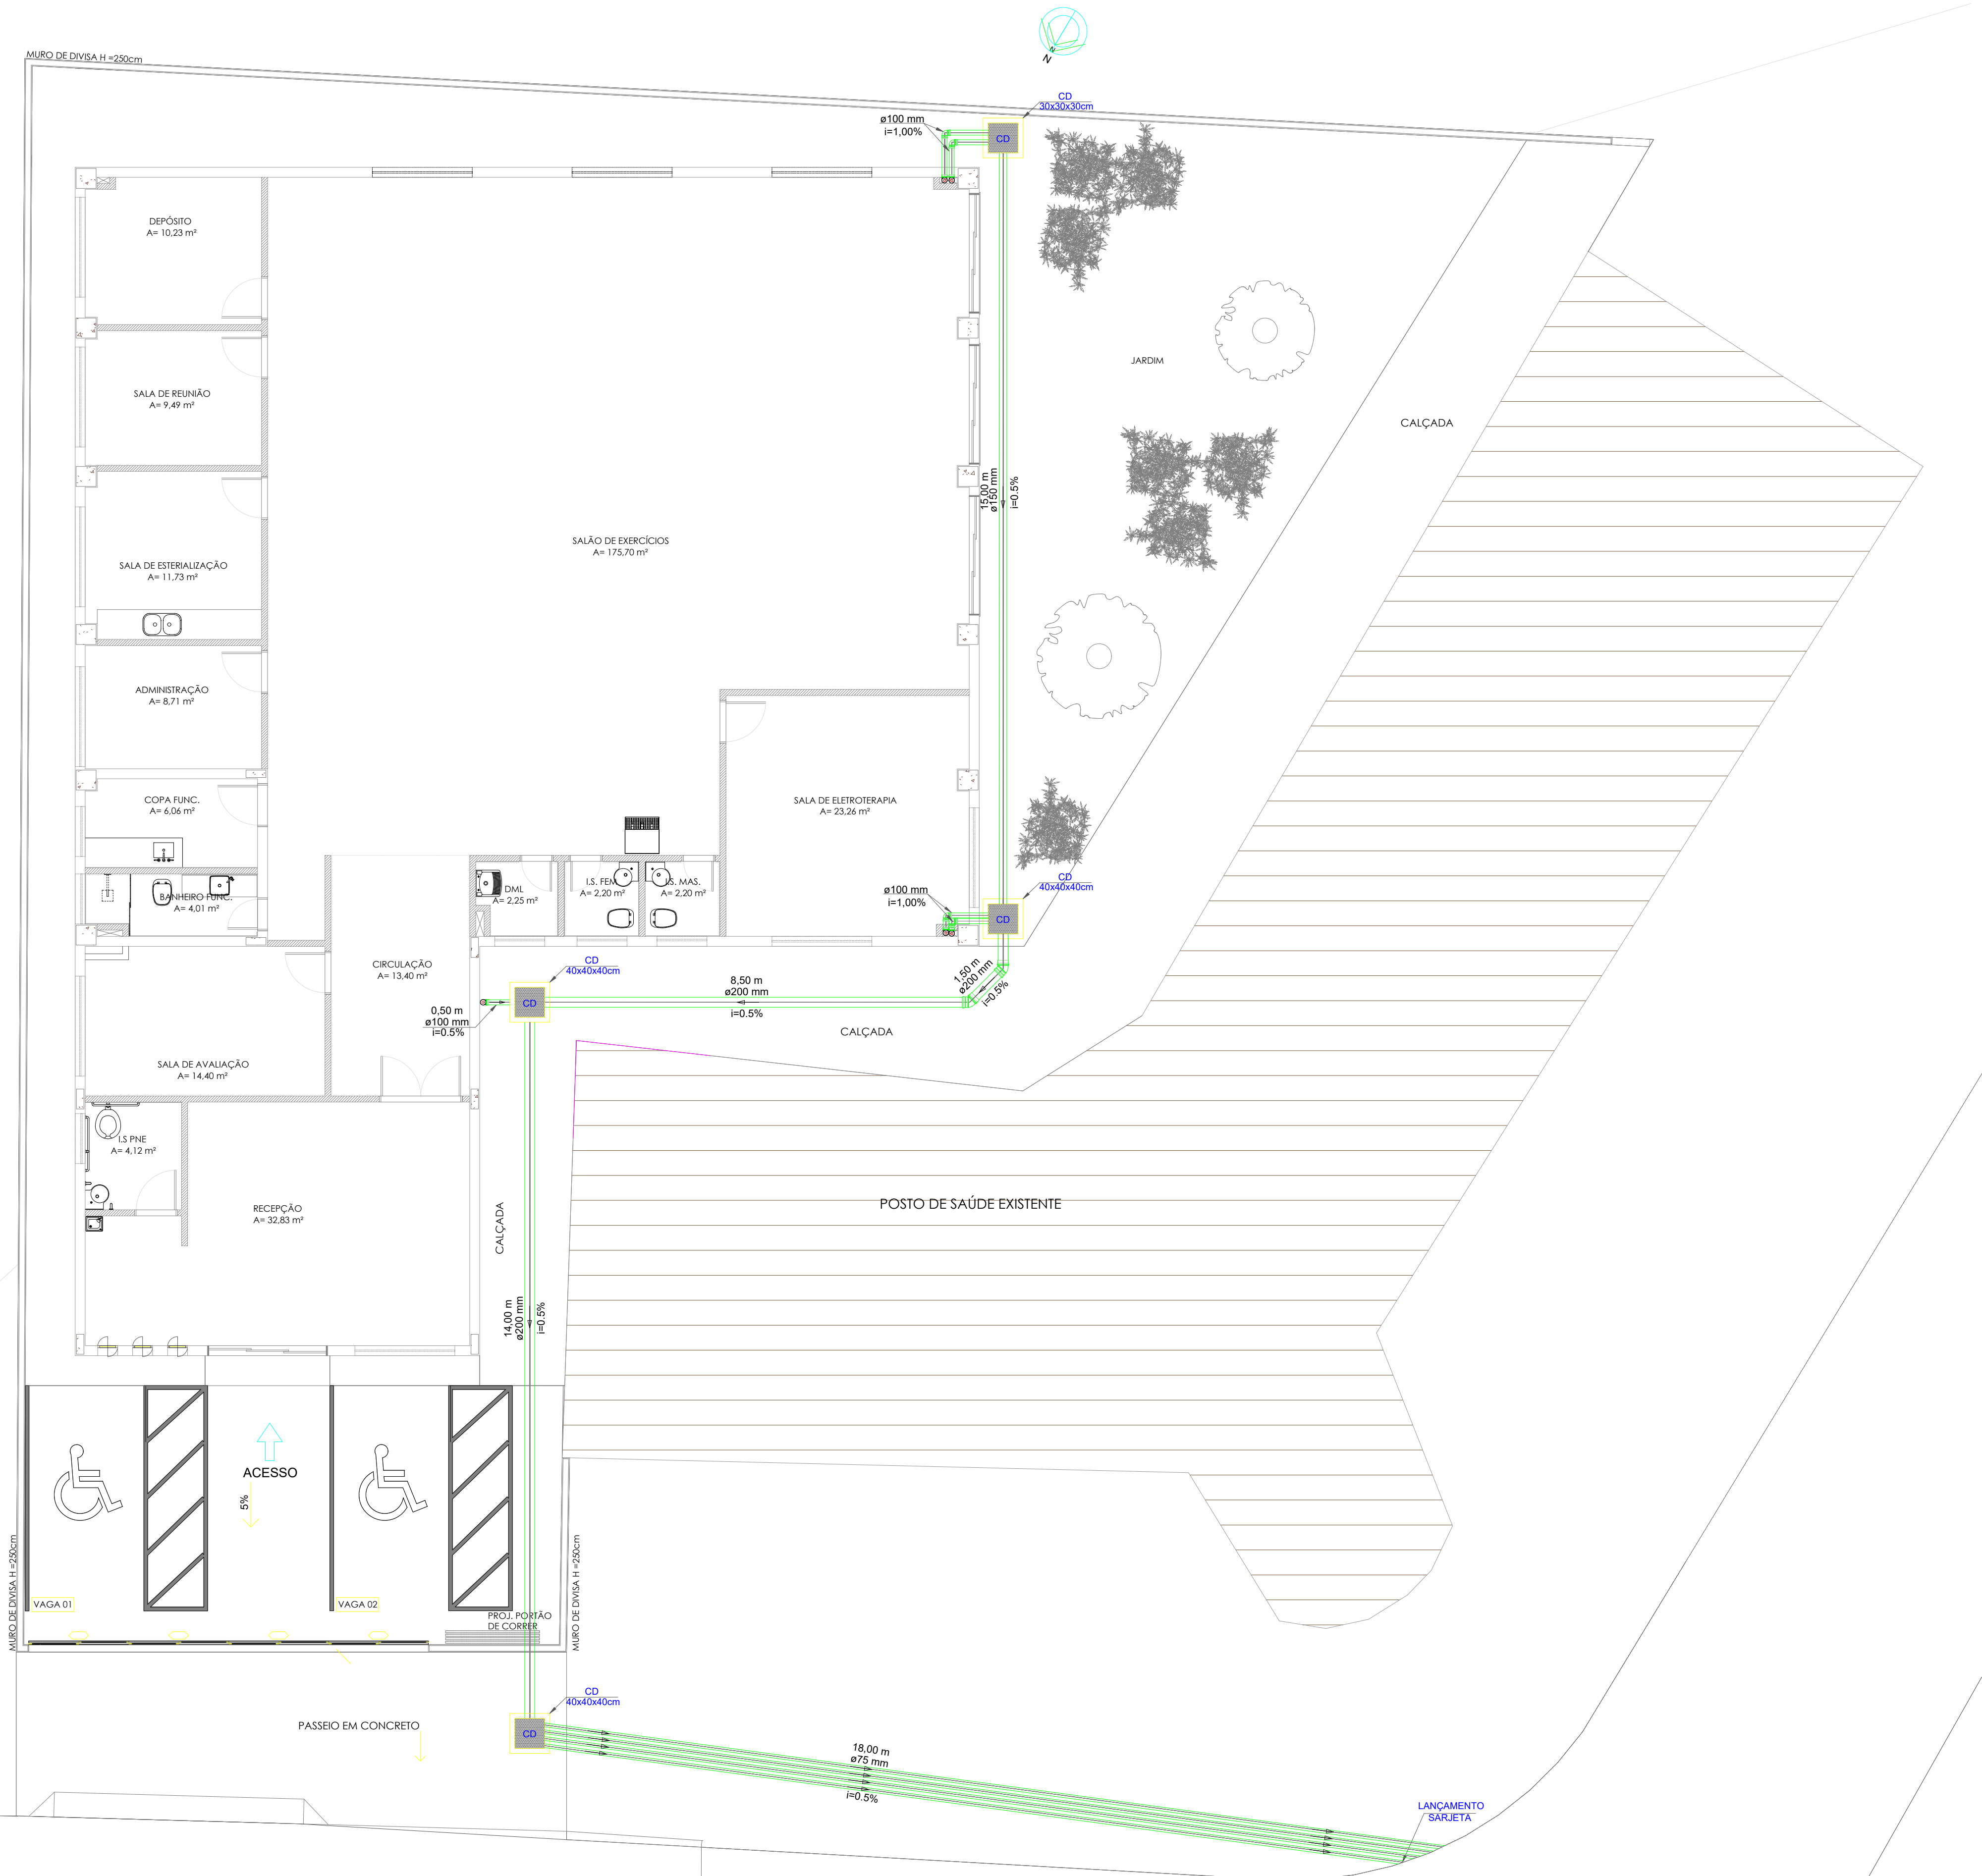 MURO DE DIVISA H =250cm
N
N
CD
30x30x30cm
ø100 mm
i=1,00%
CD
DEPÓSITO
A= 10,23 m²
SALA DE REUNIÃO
A= 9,49 m²
JARDIM
CALÇADA
15,00 m
ø150 mm
i=0.5%
SALÃO DE EXERCÍCIOS
A= 175,70 m²
SALA DE ESTERIALIZAÇÃO
A= 11,73 m²
ADMINISTRAÇÃO
A= 8,71 m²
COPA FUNC.
A= 6,06 m²
SALA DE ELETROTERAPIA
A= 23,26 m²
BANHEIRO FUNC.
A= 4,01 m²
DML
A= 2,25 m²
I.S. FEM.
A= 2,20 m²
I.S. MAS.
A= 2,20 m²
ø100 mm
i=1,00%
CD
40x40x40cm
CD
CIRCULAÇÃO
A= 13,40 m²
CD
40x40x40cm
CD
8,50 m
ø200 mm
i=0.5%
1,50 m
ø200 mm
i=0.5%
0,50 m
ø100 mm
i=0.5%
CALÇADA
SALA DE AVALIAÇÃO
A= 14,40 m²
I.S PNE
A= 4,12 m²
RECEPÇÃO
A= 32,83 m²
CALÇADA
POSTO DE SAÚDE EXISTENTE
14,00 m
ø200 mm
i=0.5%
ACESSO
5%
MURO DE DIVISA H =250cm
VAGA 01
VAGA 02
PROJ. PORTÃO
DE CORRER
MURO DE DIVISA H =250cm
CD
40x40x40cm
PASSEIO EM CONCRETO
CD
18,00 m
ø75 mm
i=0.5%
LANÇAMENTO
SARJETA